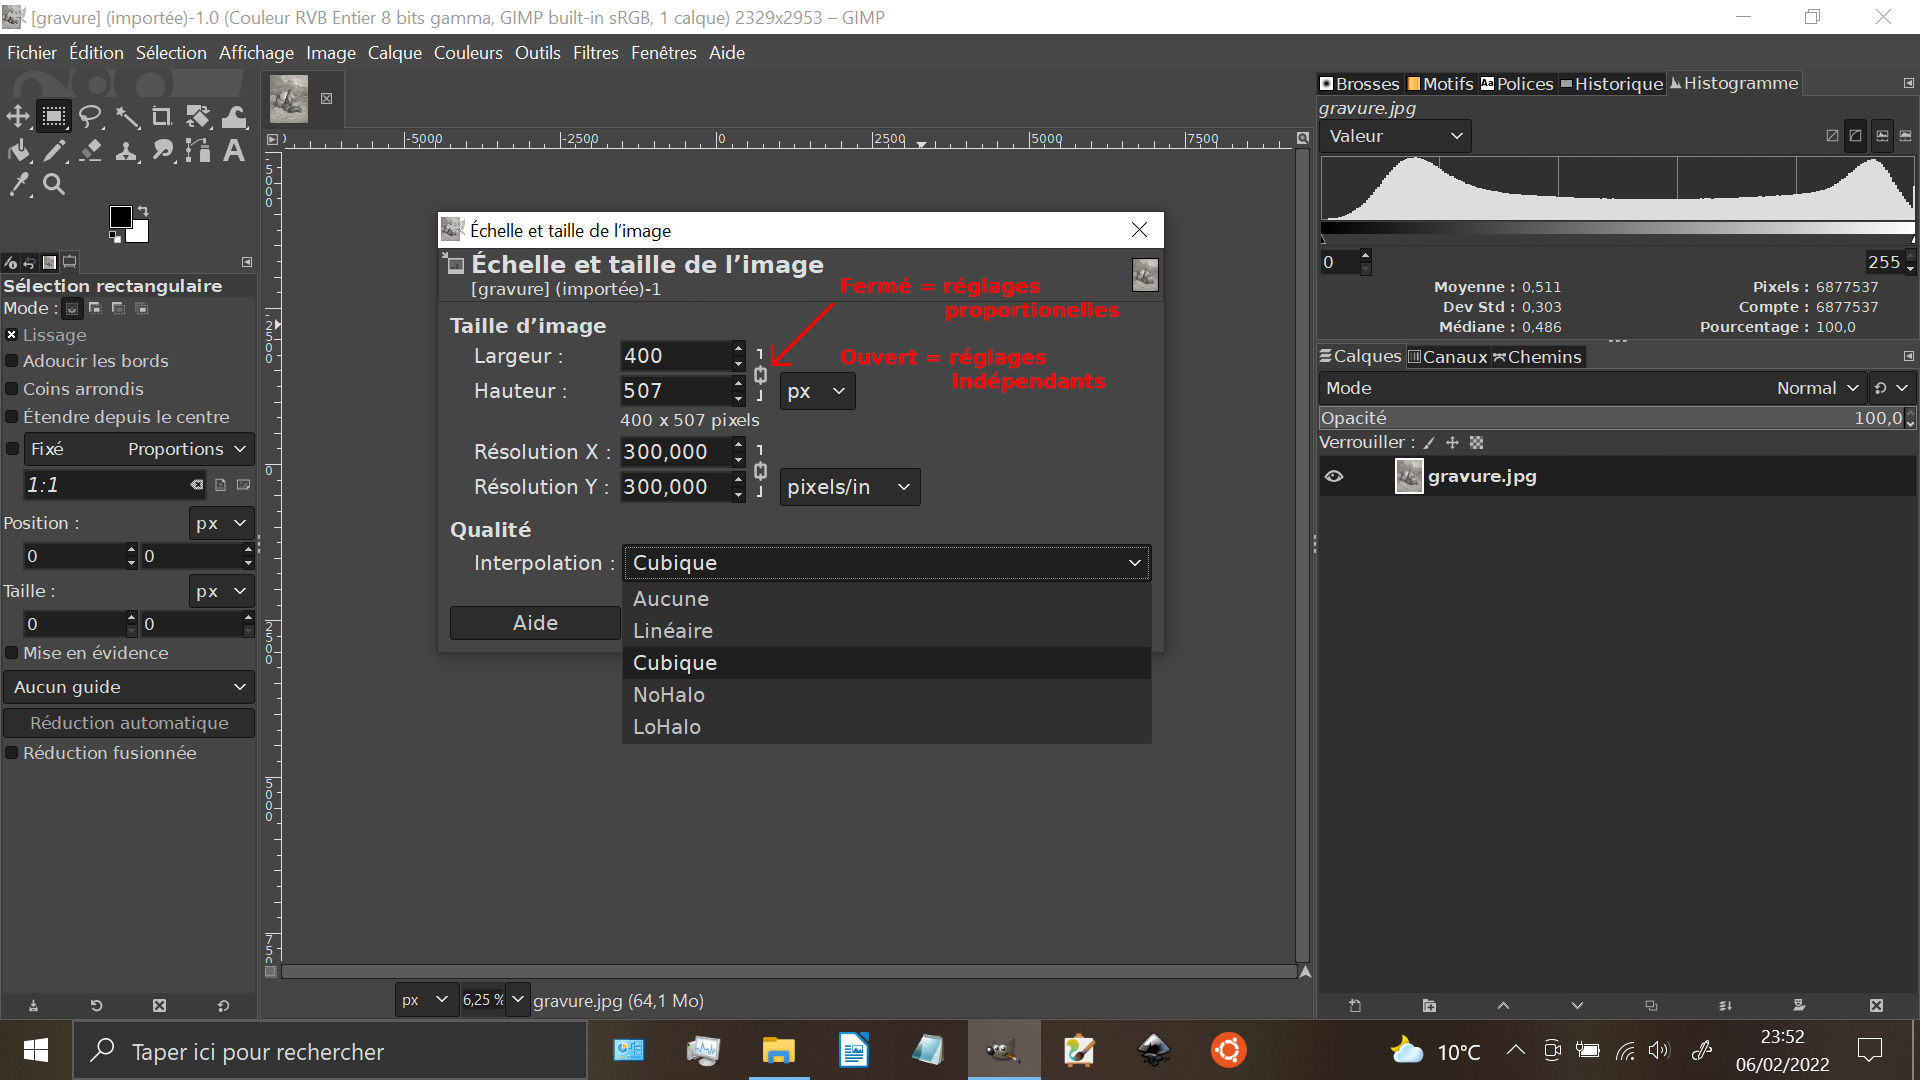 [gravure] (importée)-1.0 (Couleur RVB Entier 8 bits gamma, GIMP built-in sRGB, 1 calque) 2329x2953 – GIMP
Fichier Édition Sélection Affichage Image Calque Couleurs Outils Filtres Fenêtres Aide
Sélection rectangulaire
Mode :
Lissage
Adoucir les bords
Coins arrondis
Étendre depuis le centre
Fixé Proportions
1:1
Position : px
0 0
Taille : px
0 0
Mise en évidence
Aucun guide
Réduction automatique
Réduction fusionnée
-5000 -2500 0 2500 5000 7500
5000
2500
0
2500
5000
750
Échelle et taille de l'image
Échelle et taille de l'image
[gravure] (importée)-1
Fermé = réglages
proportionelles
Ouvert = réglages
indépendants
Taille d'image
Largeur : 400
Hauteur : 507 px
400 x 507 pixels
Résolution X : 300,000
Résolution Y : 300,000 pixels/in
Qualité
Interpolation : Cubique
Aucune
Linéaire
Cubique
NoHalo
LoHalo
Aide
px 6,25 % gravure.jpg (64,1 Mo)
Brosses Motifs Aa Polices Historique Histogramme
gravure.jpg
Valeur
0 255
Moyenne : 0,511 Pixels : 6877537
Dev Std : 0,303 Compte : 6877537
Médiane : 0,486 Pourcentage : 100,0
Calques Canaux Chemins
Mode Normal
Opacité 100,0
Verrouiller :
gravure.jpg
Taper ici pour rechercher
10°C
23:52
06/02/2022